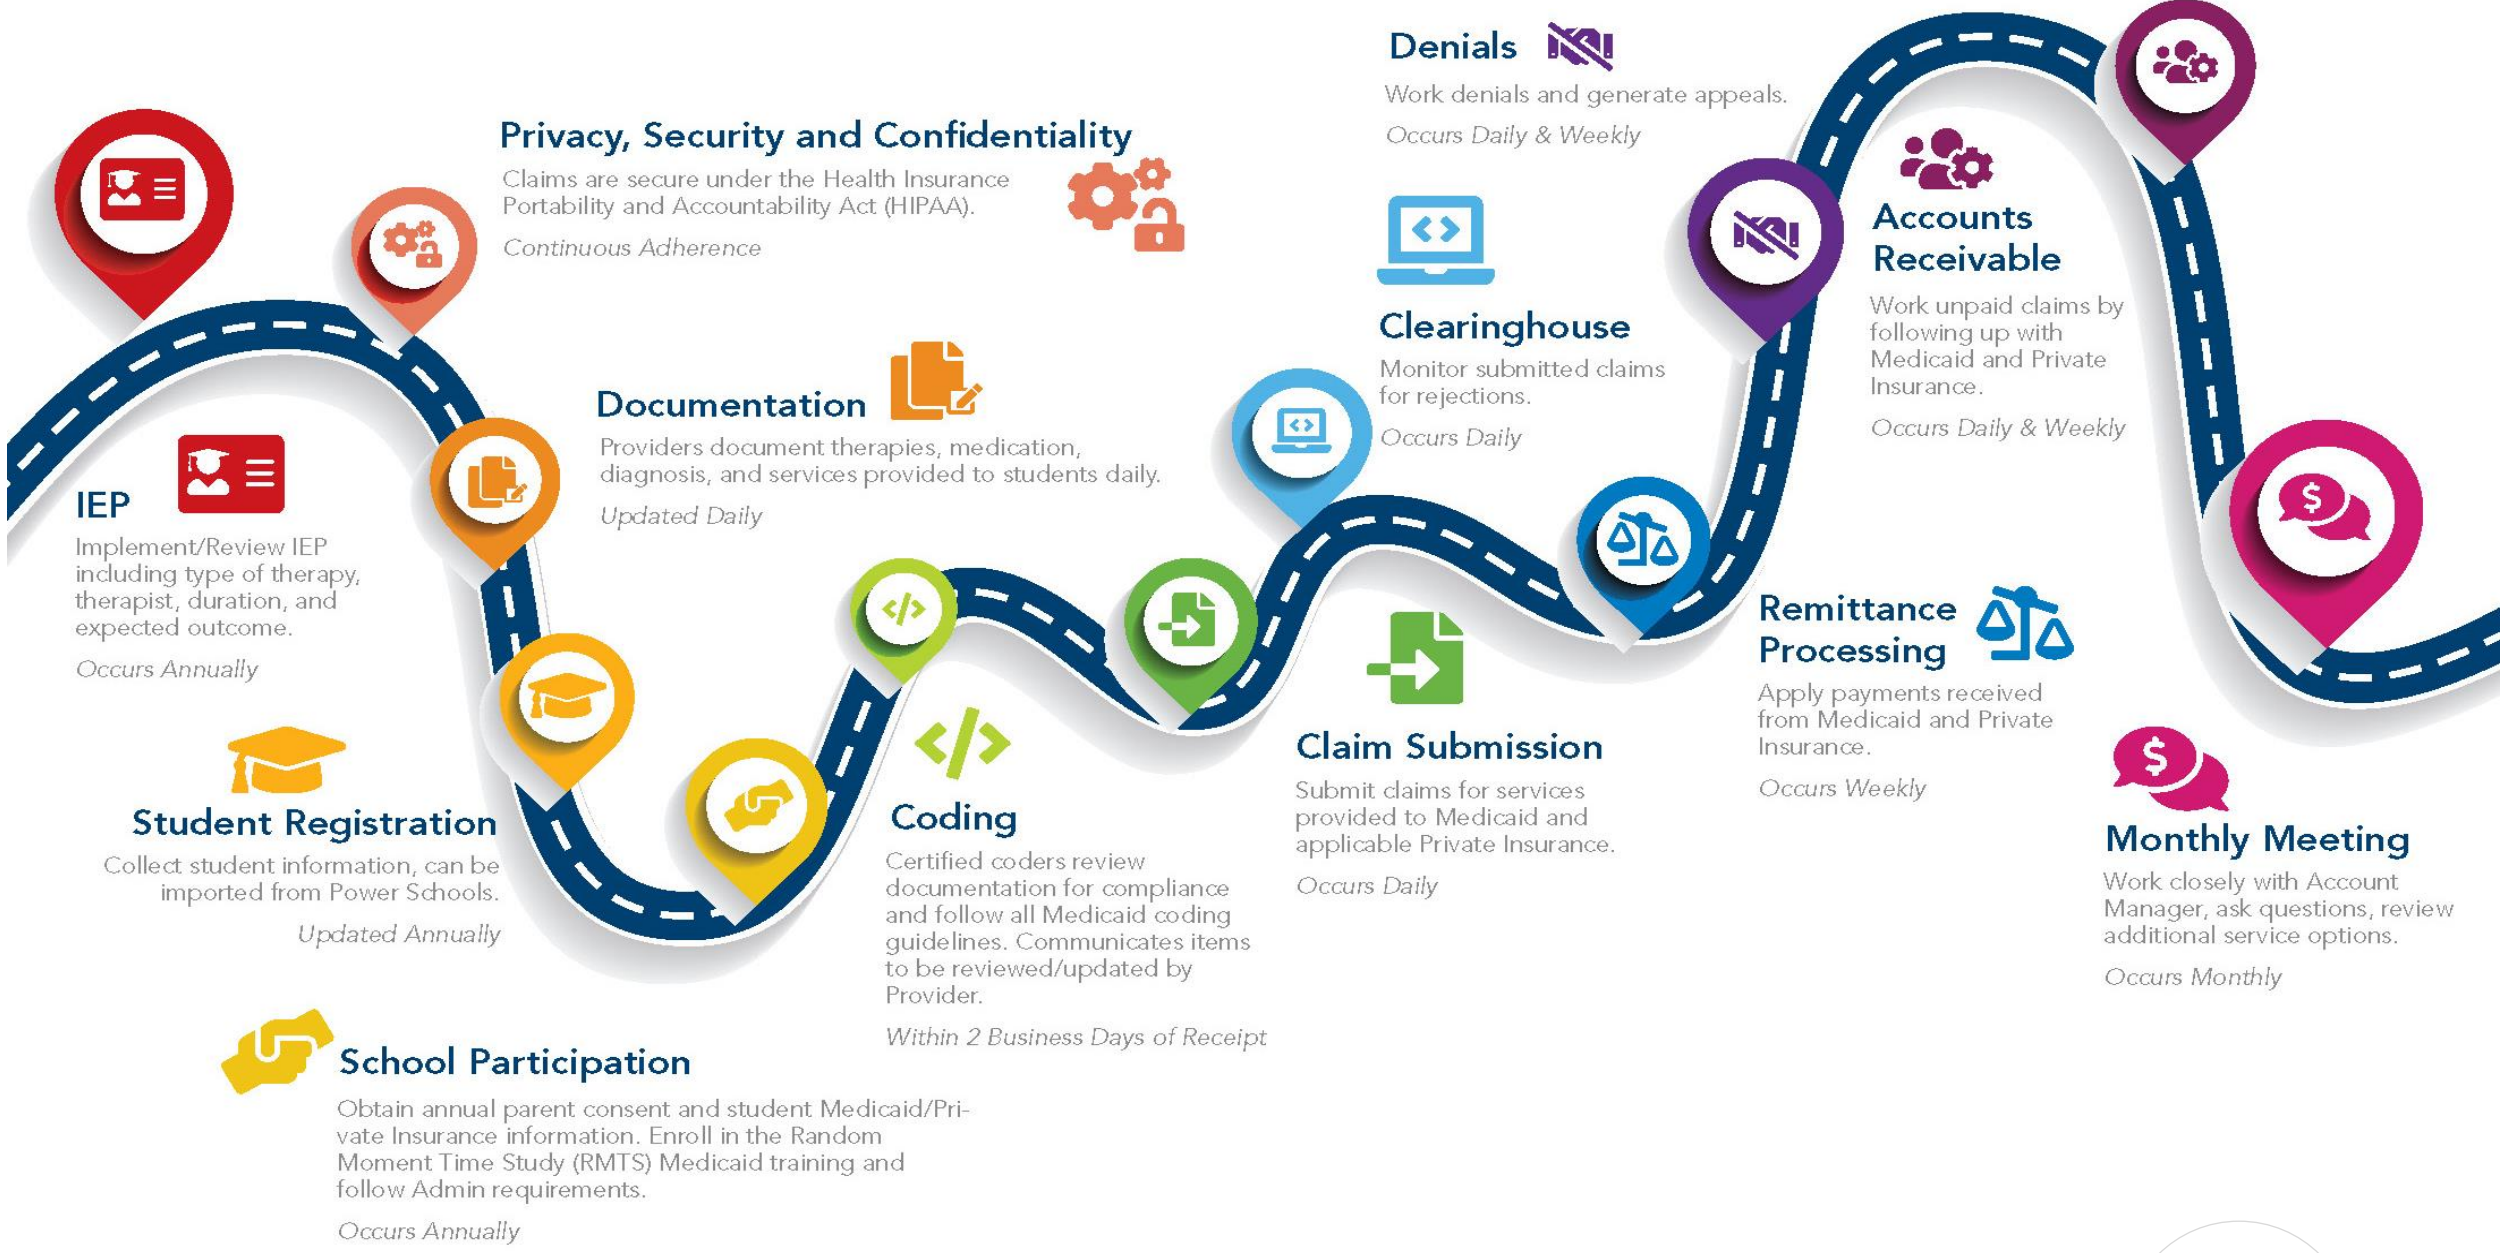 IEP
Implement/Review IEP
including type of therapy,
therapist, duration, and
expected outcome.
Occurs Annually
Privacy, Security and Confidentiality
Claims are secure under the Health Insurance
Portability and Accountability Act (HIPAA).
Continuous Adherence
Documentation
Providers document therapies, medication,
diagnosis, and services provided to students daily.
Updated Daily
Student Registration
Collect student information, can be
imported from Power Schools.
Updated Annually
School Participation
Obtain annual parent consent and student Medicaid/Pri-
vate Insurance information. Enroll in the Random
Moment Time Study (RMTS) Medicaid training and
follow Admin requirements.
Occurs Annually
Coding
Certified coders review
documentation for compliance
and follow all Medicaid coding
guidelines. Communicates items
to be reviewed/updated by
Provider.
Within 2 Business Days of Receipt
Claim Submission
Submit claims for services
provided to Medicaid and
applicable Private Insurance.
Occurs Daily
Clearinghouse
Monitor submitted claims
for rejections.
Occurs Daily
Remittance
Processing
Apply payments received
from Medicaid and Private
Insurance.
Occurs Weekly
Denials
Work denials and generate appeals.
Occurs Daily & Weekly
Accounts
Receivable
Work unpaid claims by
following up with
Medicaid and Private
Insurance.
Occurs Daily & Weekly
Monthly Meeting
Work closely with Account
Manager, ask questions, review
additional service options.
Occurs Monthly